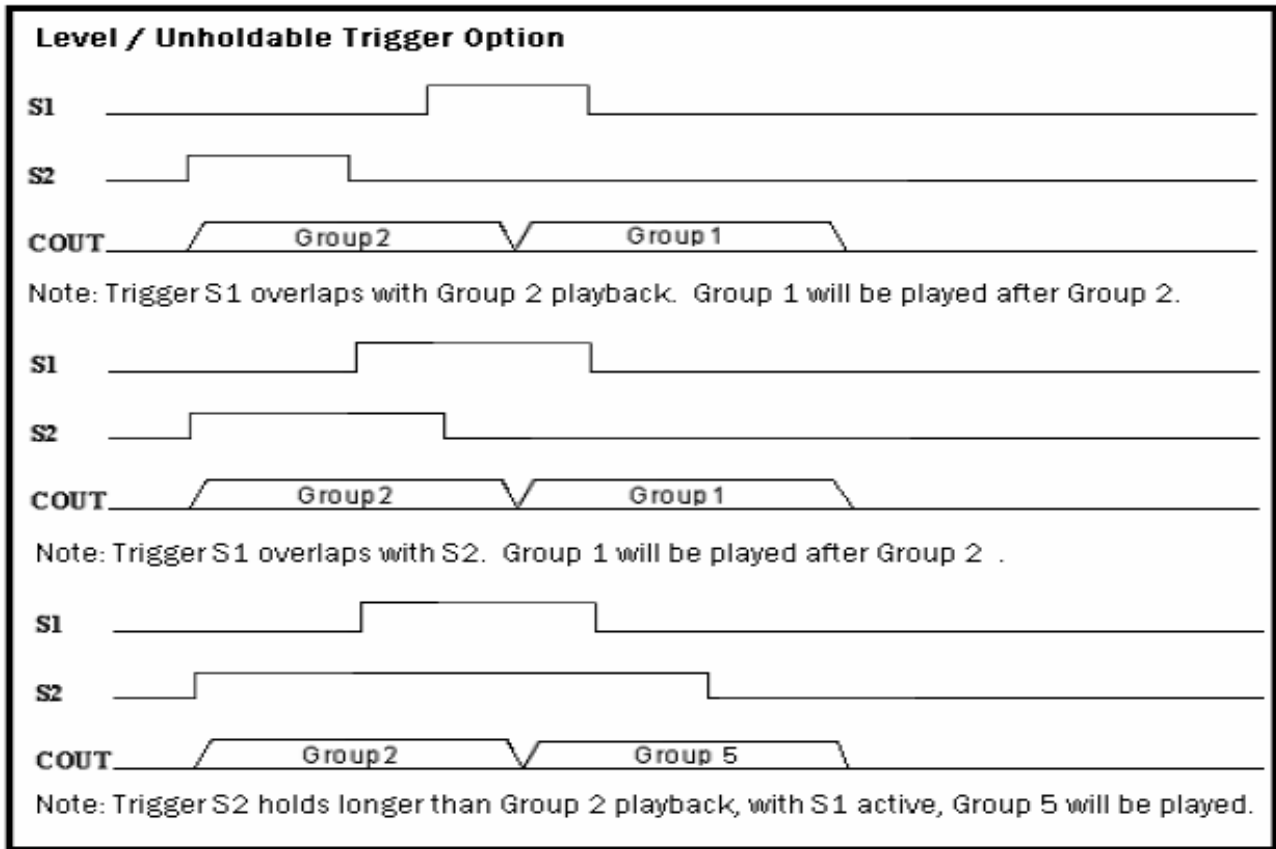 Level / Unholdable Trigger Option
S1
S2
COUT
Group2
Group1
Note: Trigger S1 overlaps with Group 2 playback. Group 1 will be played after Group 2.
S1
S2
COUT
Group2
Group1
Note: Trigger S1 overlaps with S2. Group 1 will be played after Group 2 .
S1
S2
COUT
Group2
Group 5
Note: Trigger S2 holds longer than Group 2 playback, with S1 active, Group 5 will be played.